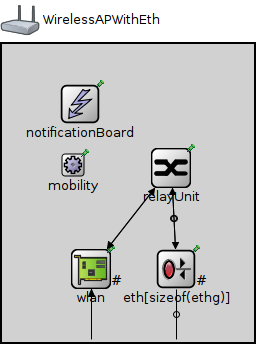 WirelessAPWithEth
notificationBoard
mobility
relayUnit
#
wlan
#
eth[sizeof(ethg)]